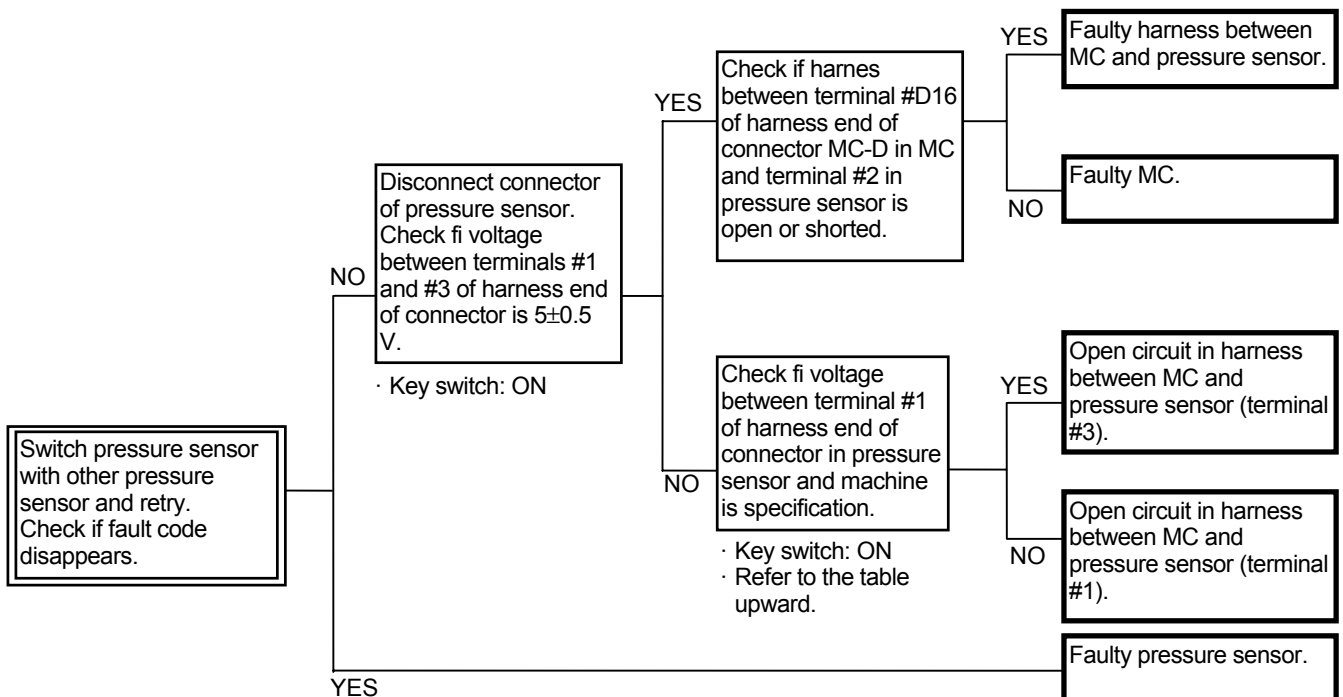 Switch pressure sensor
with other pressure
sensor and retry.
Check if fault code
disappears.
NO
YES
Disconnect connector
of pressure sensor.
Check fi voltage
between terminals #1
and #3 of harness end
of connector is 5±0.5
V.
· Key switch: ON
YES
NO
Check if harnes
between terminal #D16
of harness end of
connector MC-D in MC
and terminal #2 in
pressure sensor is
open or shorted.
YES
NO
Faulty harness between
MC and pressure sensor.
Faulty MC.
Check fi voltage
between terminal #1
of harness end of
connector in pressure
sensor and machine
is specification.
· Key switch: ON
· Refer to the table
upward.
YES
NO
Open circuit in harness
between MC and
pressure sensor (terminal
#3).
Open circuit in harness
between MC and
pressure sensor (terminal
#1).
Faulty pressure sensor.